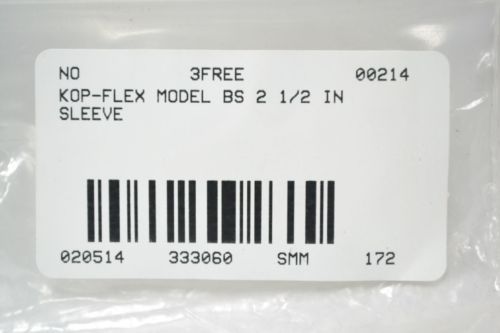 NO 3FREE 00214
KOP-FLEX MODEL BS 2 1/2 IN
SLEEVE
020514 333060 SMM 172